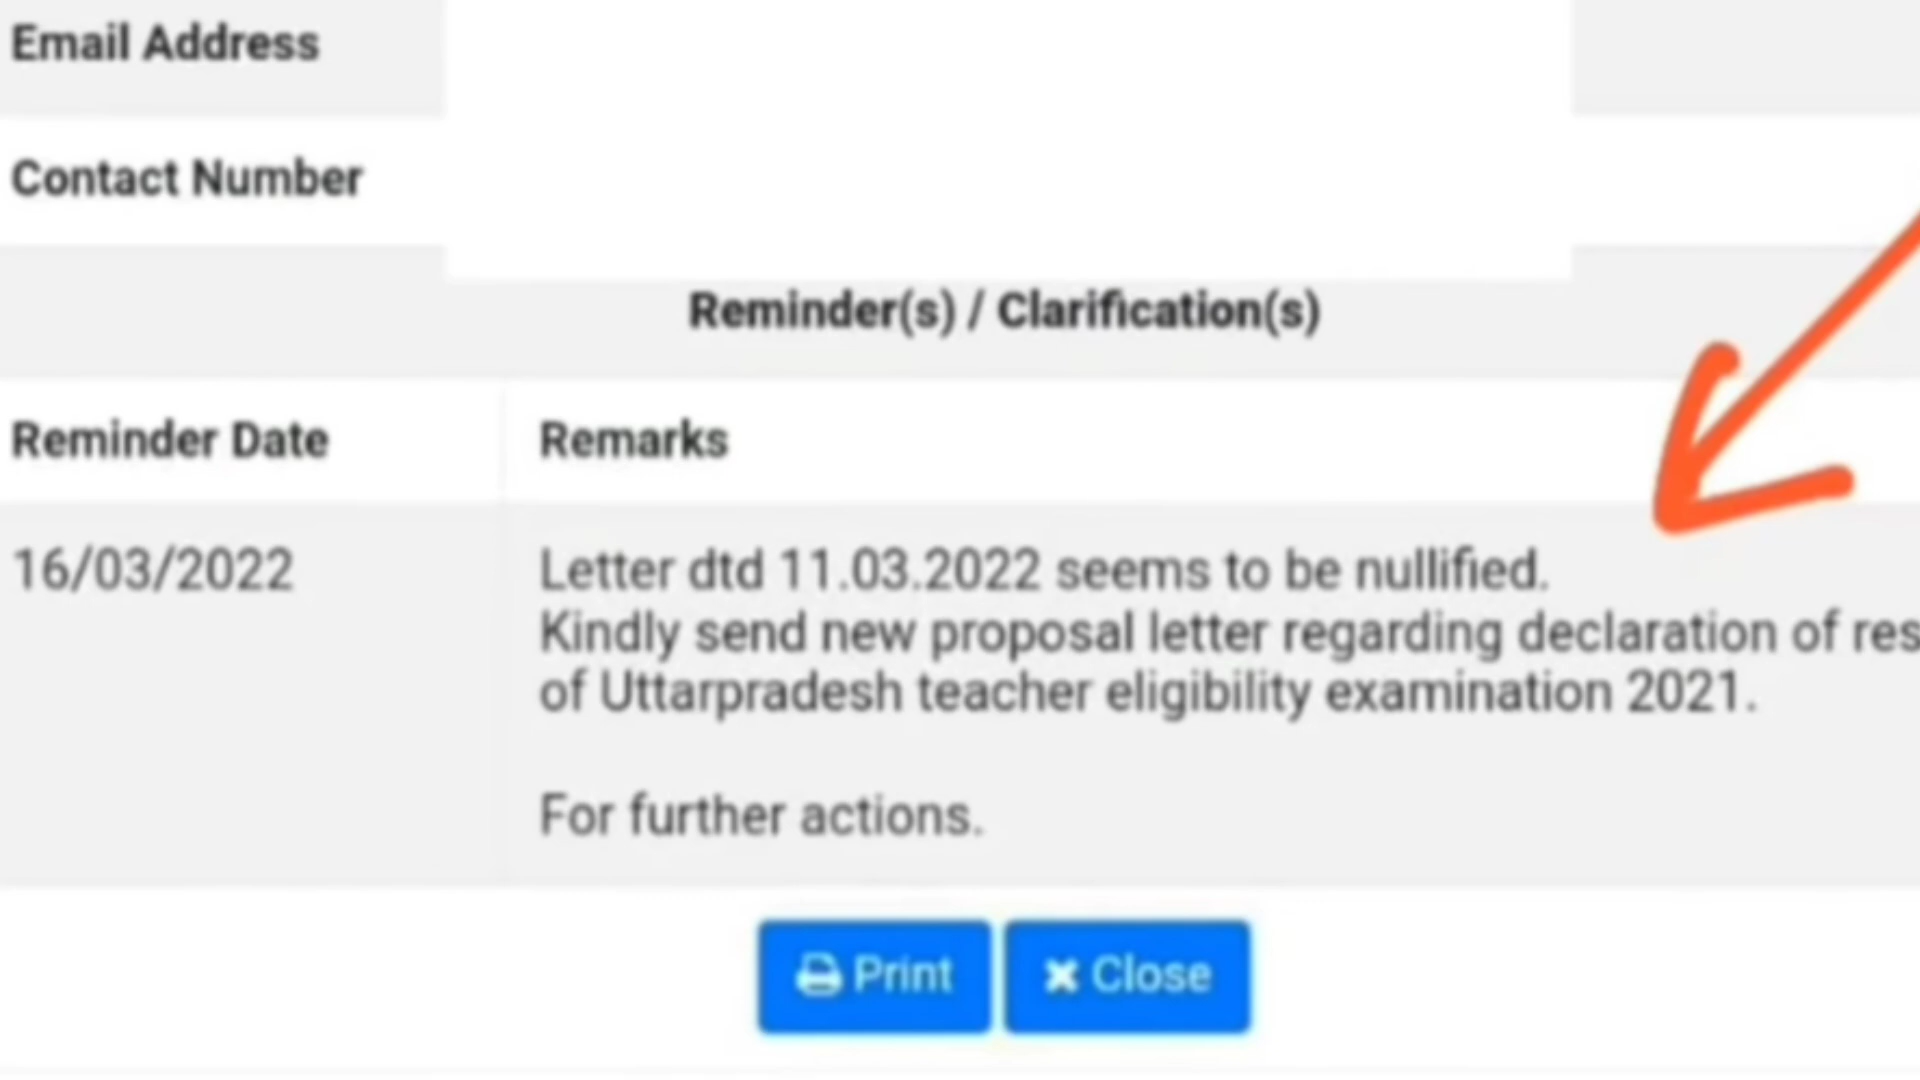 Email Address
Contact Number
Reminder(s) / Clarification(s)
Reminder Date Remarks
16/03/2022 Letter dtd 11.03.2022 seems to be nullified.
Kindly send new proposal letter regarding declaration of res
of Uttarpradesh teacher eligibility examination 2021.
For further actions.
Print Close